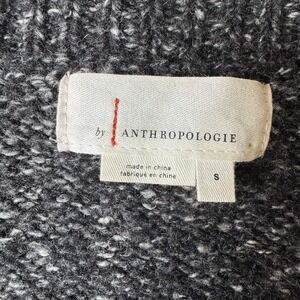 by ANTHROPOLOGIE
made in china
fabriqué en chine
S